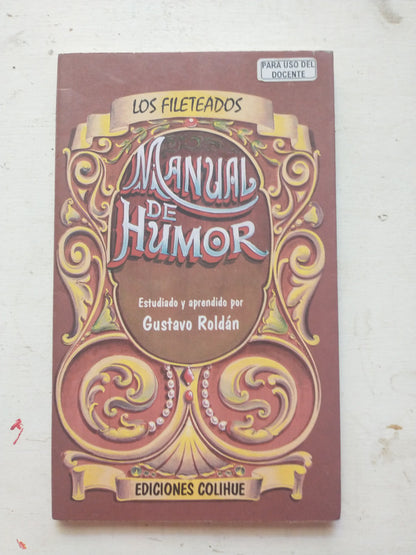 PARA USO DEL
DOCENTE
LOS FILETEADOS
MANUAL
DE
HUMOR
Estudiado y aprendido por
Gustavo Roldán
EDICIONES COLIHUE